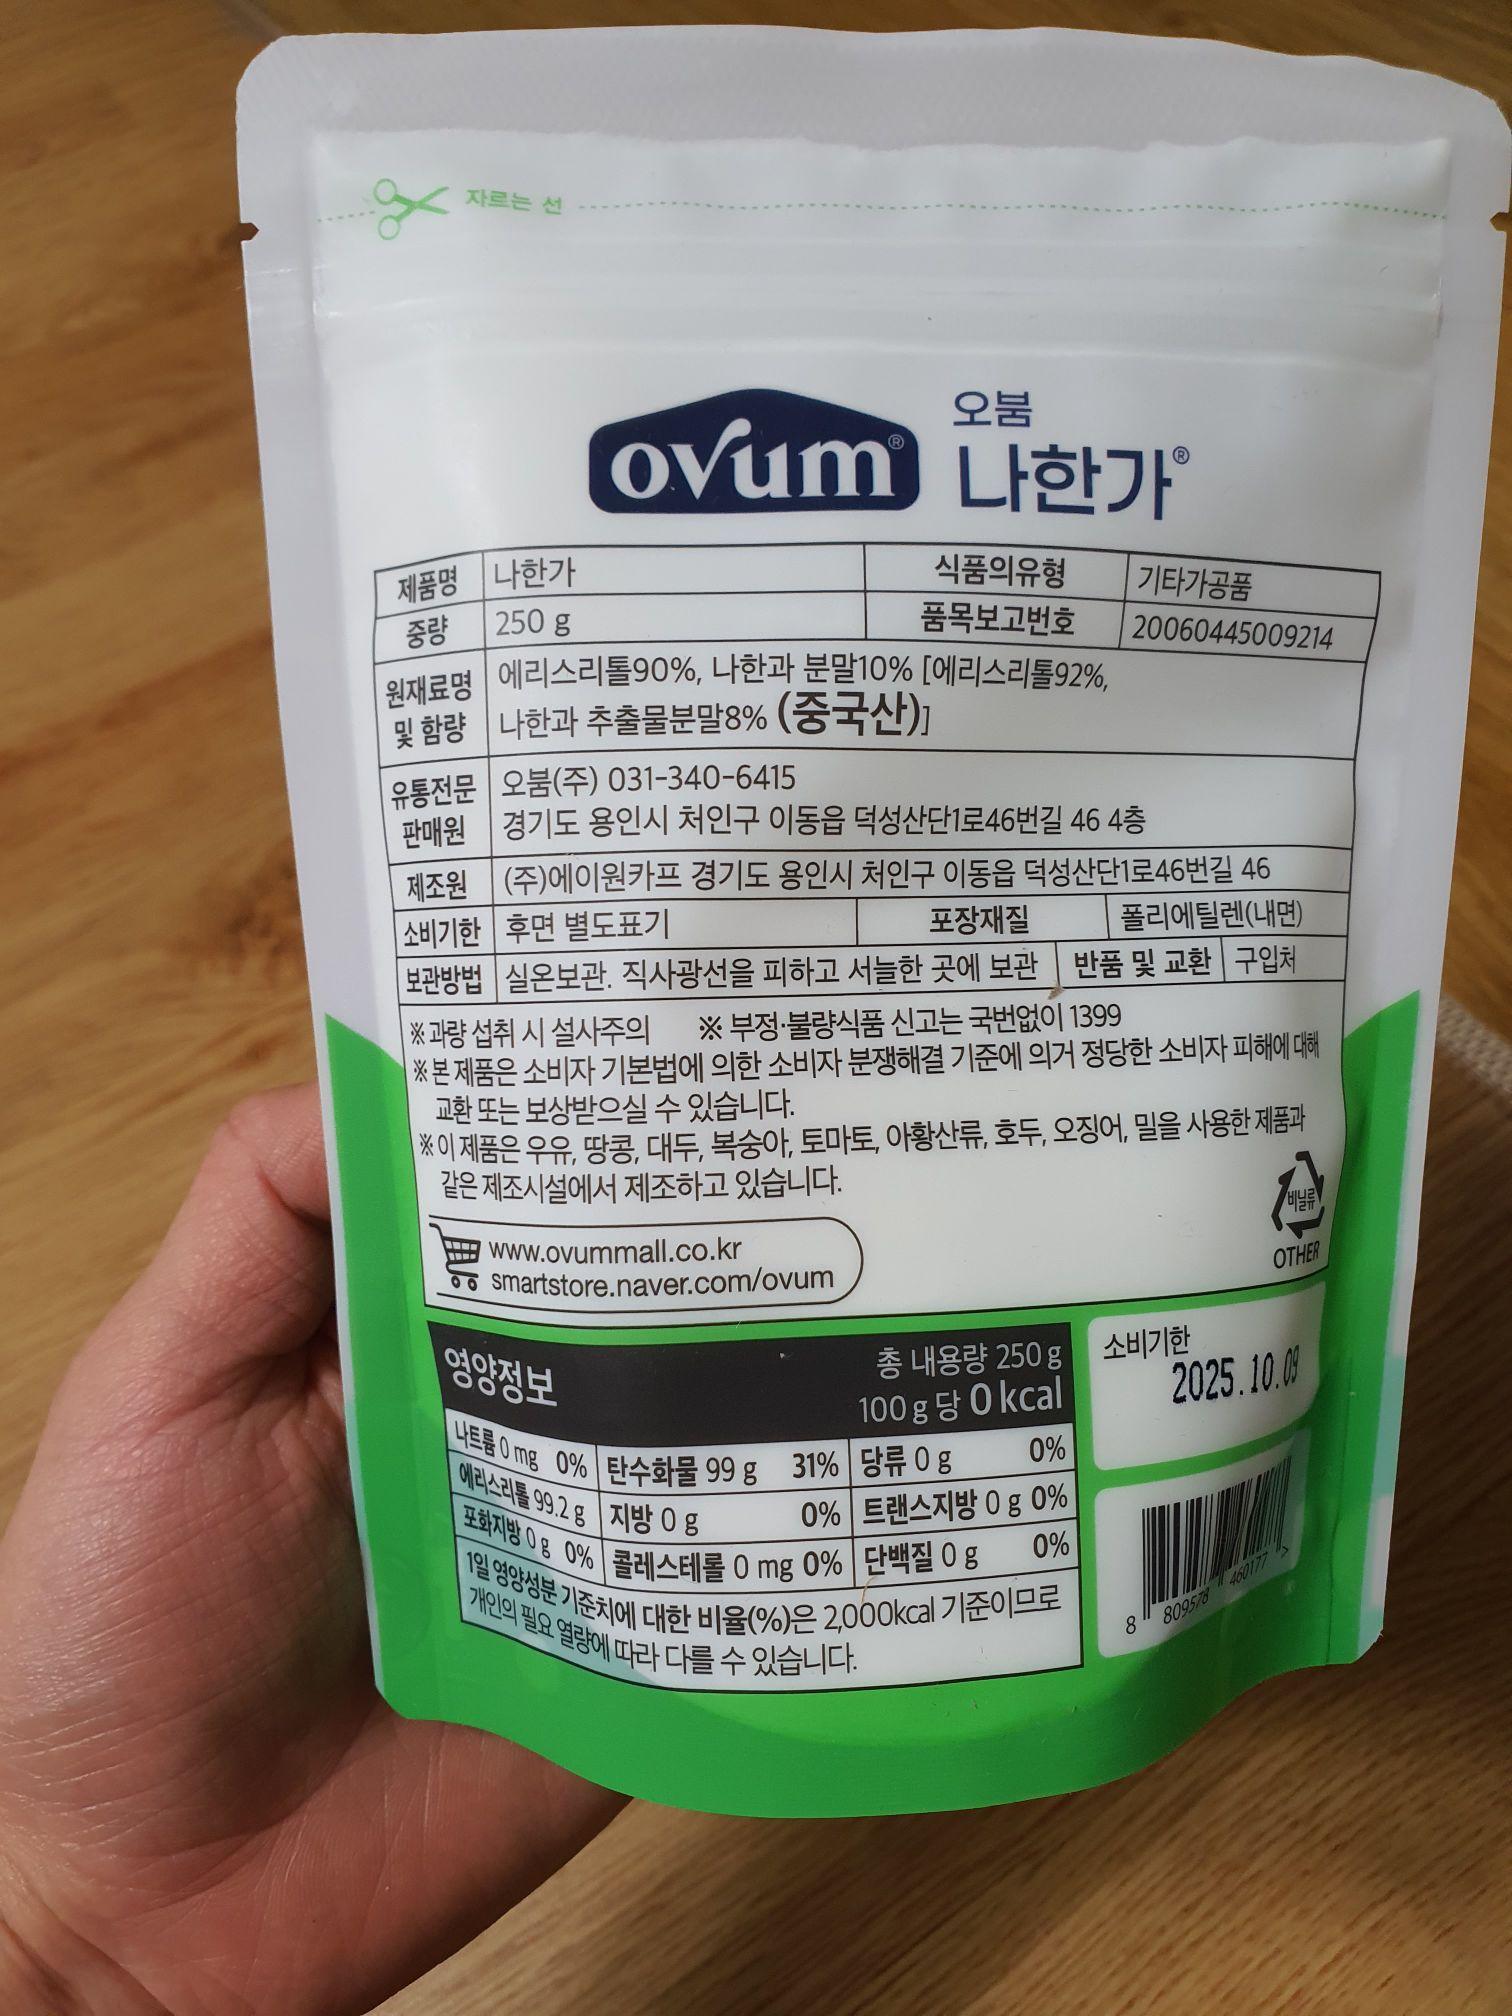 자르는 선
ovum®
오붐
나한가®
제품명 나한가 식품의유형 기타가공품
중량 250 g 품목보고번호 20060445009214
원재료명 및 함량 에리스리톨90%, 나한과 분말10% [에리스리톨92%,
나한과 추출물분말8% (중국산)]
유통전문 판매원 오붐(주) 031-340-6415
경기도 용인시 처인구 이동읍 덕성산단1로46번길 46 4층
제조원 (주)에이원카프 경기도 용인시 처인구 이동읍 덕성산단1로46번길 46
소비기한 후면 별도표기 포장재질 폴리에틸렌(내면)
보관방법 실온보관. 직사광선을 피하고 서늘한 곳에 보관 반품 및 교환 구입처
※ 과량 섭취 시 설사주의 ※ 부정·불량식품 신고는 국번없이 1399
※ 본 제품은 소비자 기본법에 의한 소비자 분쟁해결 기준에 의거 정당한 소비자 피해에 대해
교환 또는 보상받으실 수 있습니다.
※ 이 제품은 우유, 땅콩, 대두, 복숭아, 토마토, 아황산류, 호두, 오징어, 밀을 사용한 제품과
같은 제조시설에서 제조하고 있습니다.
비닐류
OTHER
www.ovummall.co.kr
smartstore.naver.com/ovum
영양정보
총 내용량 250 g
100 g 당 0 kcal
나트륨 0 mg 0% 탄수화물 99 g 31% 당류 0 g 0%
에리스리톨 99.2 g 지방 0 g 0% 트랜스지방 0 g 0%
포화지방 0 g 0% 콜레스테롤 0 mg 0% 단백질 0 g 0%
1일 영양성분 기준치에 대한 비율(%)은 2,000kcal 기준이므로
개인의 필요 열량에 따라 다를 수 있습니다.
소비기한
2025.10.09
8 809578 460177 >